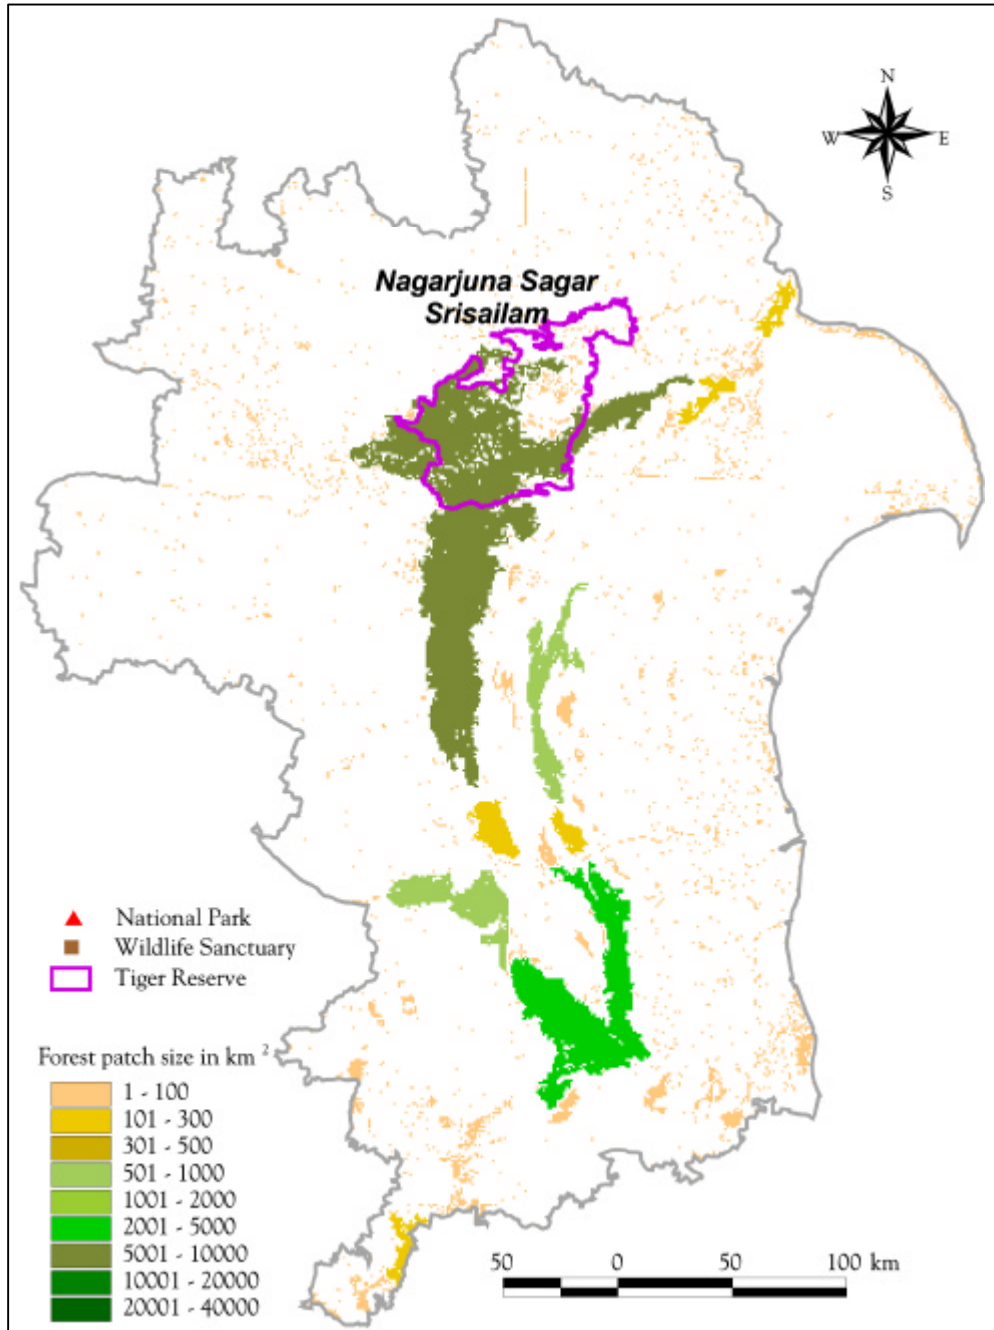 N
W E
S
Nagarjuna Sagar
Srisailam
National Park
Wildlife Sanctuary
Tiger Reserve
Forest patch size in km 2
1 - 100
101 - 300
301 - 500
501 - 1000
1001 - 2000
2001 - 5000
5001 - 10000
10001 - 20000
20001 - 40000
50 0 50 100 km